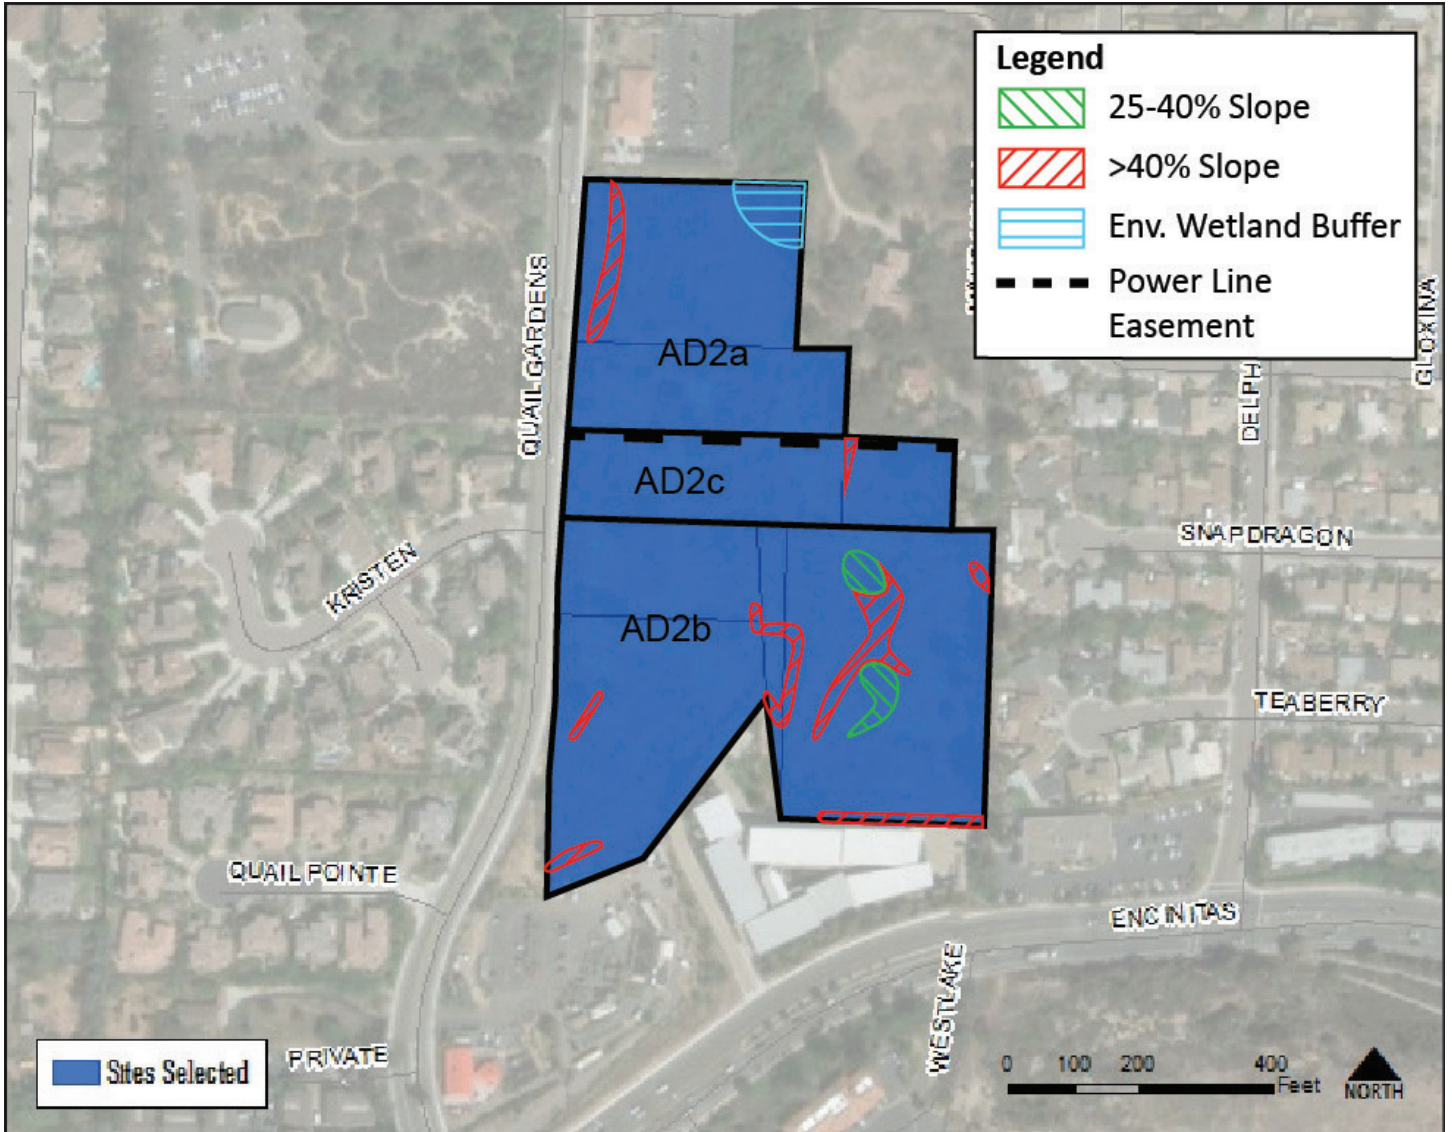 Legend
25-40% Slope
>40% Slope
Env. Wetland Buffer
Power Line
Easement
QUAIL GARDENS
AD2a
AD2c
AD2b
KRISTEN
QUAIL POINTE
PRIVATE
DELPH
GLOXINA
SNAPDRAGON
TEABERRY
ENCINITAS
WESTLAKE
Sites Selected
0 100 200 400
Feet
NORTH